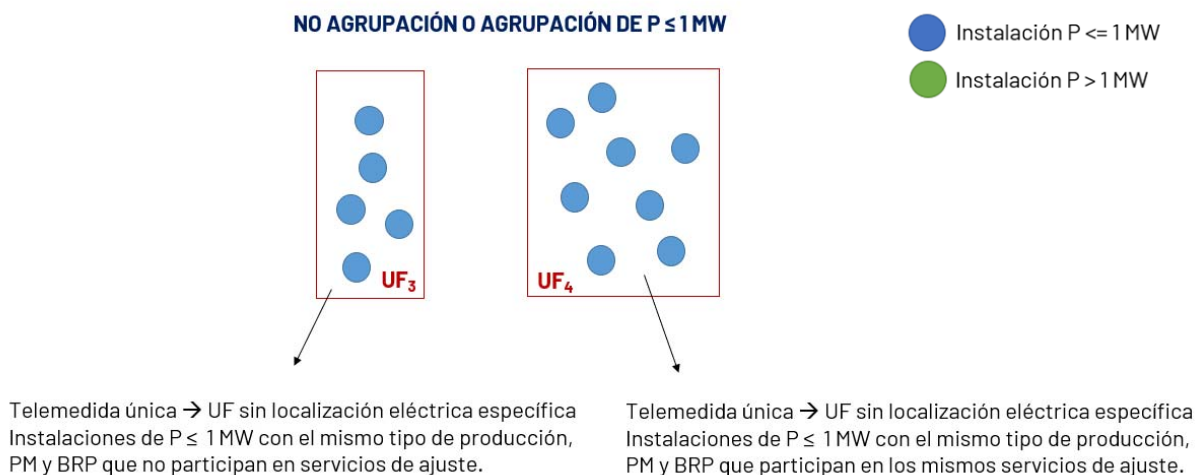 NO AGRUPACIÓN O AGRUPACIÓN DE P ≤ 1 MW
Instalación P <= 1 MW
Instalación P > 1 MW
UF₃
UF₄
Telemedida única → UF sin localización eléctrica específica
Instalaciones de P ≤ 1 MW con el mismo tipo de producción,
PM y BRP que no participan en servicios de ajuste.
Telemedida única → UF sin localización eléctrica específica
Instalaciones de P ≤ 1 MW con el mismo tipo de producción,
PM y BRP que participan en los mismos servicios de ajuste.